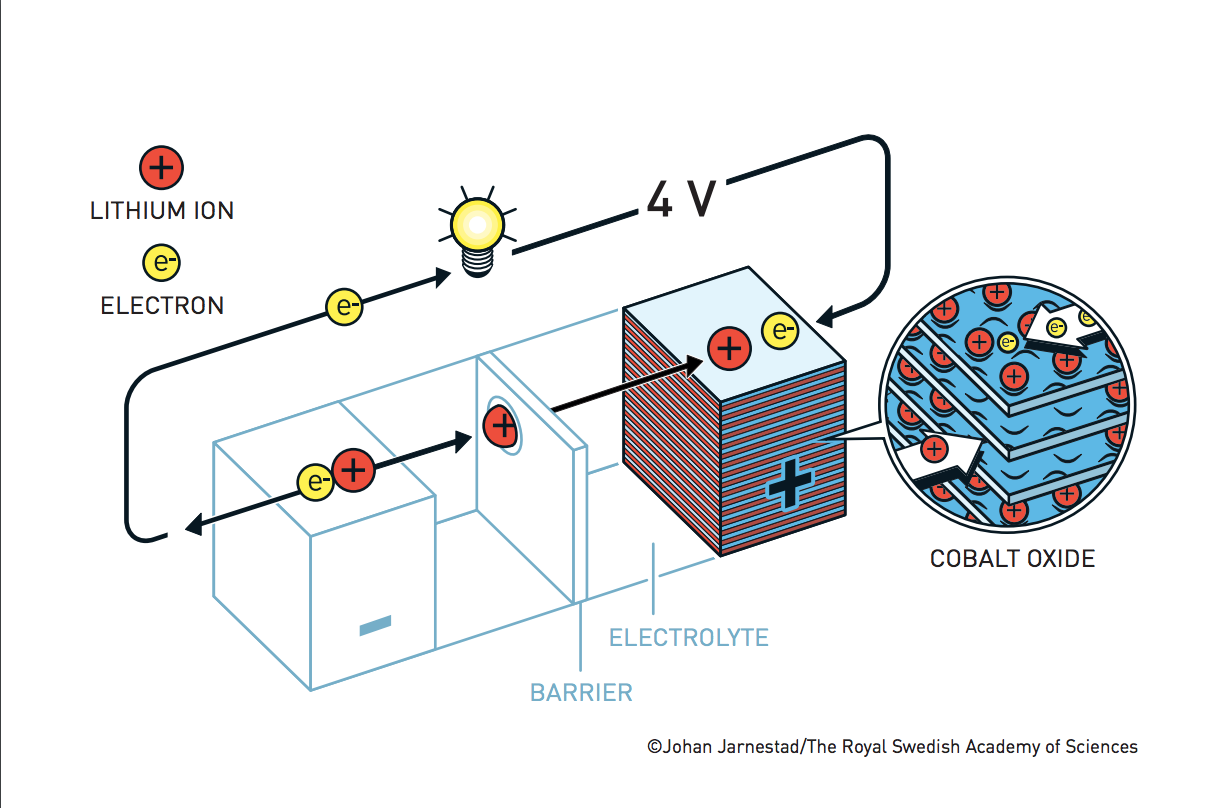 4 V
+
LITHIUM ION
e-
ELECTRON
e-
+
e-
+
e-
+
+
-
COBALT OXIDE
ELECTROLYTE
BARRIER
©Johan Jarnestad/The Royal Swedish Academy of Sciences